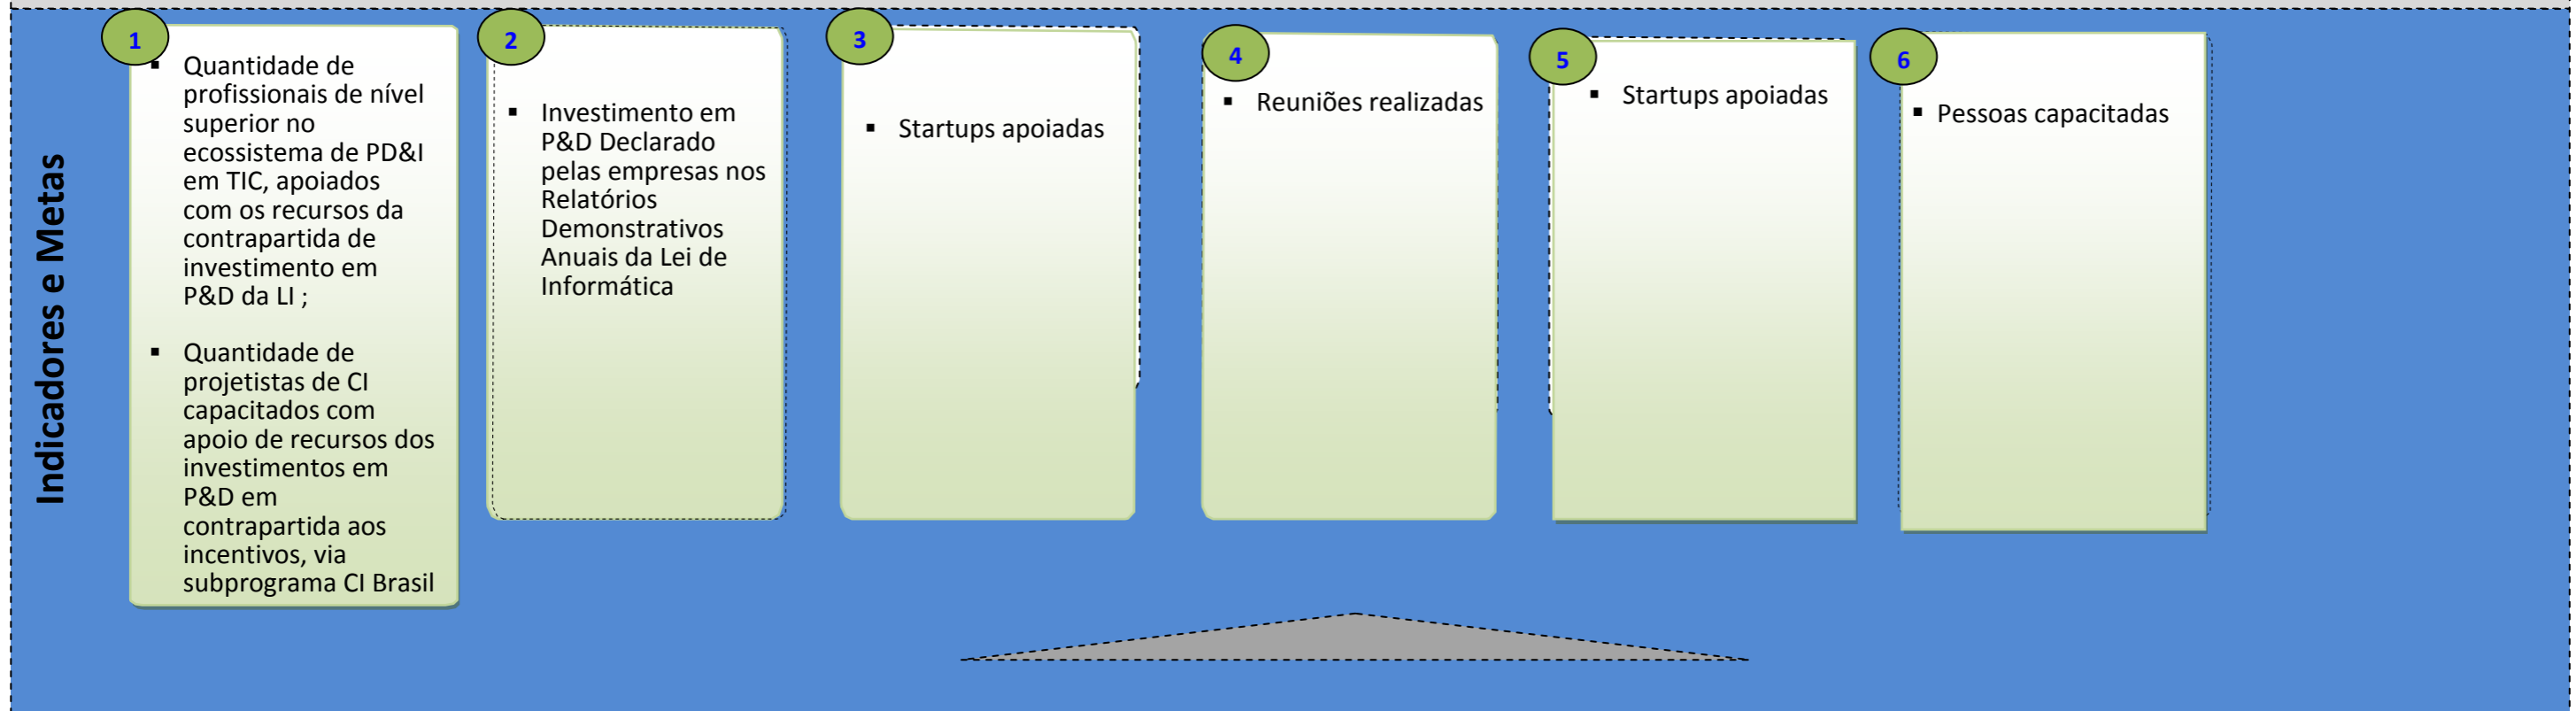 Indicadores e Metas
1
▪ Quantidade de
profissionais de nível
superior no
ecossistema de PD&I
em TIC, apoiados
com os recursos da
contrapartida de
investimento em
P&D da LI ;
▪ Quantidade de
projetistas de CI
capacitados com
apoio de recursos dos
investimentos em
P&D em
contrapartida aos
incentivos, via
subprograma CI Brasil
2
▪ Investimento em
P&D Declarado
pelas empresas nos
Relatórios
Demonstrativos
Anuais da Lei de
Informática
3
▪ Startups apoiadas
4
▪ Reuniões realizadas
5
▪ Startups apoiadas
6
▪ Pessoas capacitadas